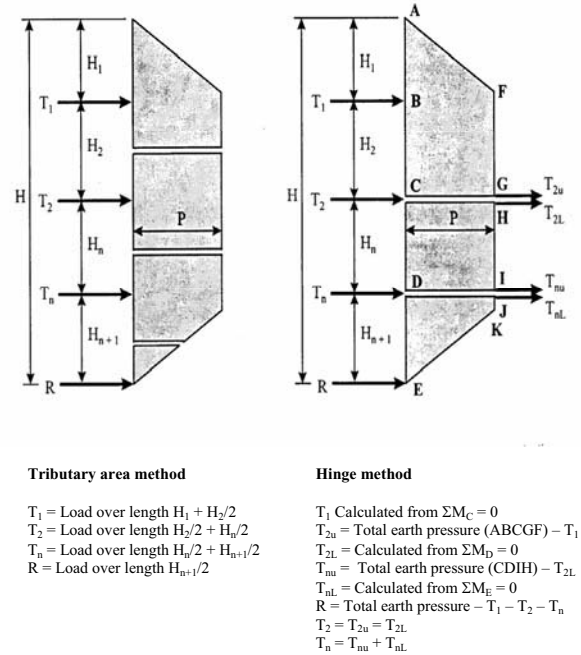 A
H₁
H₁
F
T₁
T₁
B
H₂
H₂
T₂ᵤ
H
T₂
H
T₂
C
G
T₂L
P
P
H
Hₙ
Hₙ
Tₙᵤ
Tₙ
Tₙ
D
I
J
TₙL
K
Hₙ₊₁
Hₙ₊₁
R
R
E
Tributary area method
T₁ = Load over length H₁ + H₂/2
T₂ = Load over length H₂/2 + Hₙ/2
Tₙ = Load over length Hₙ/2 + Hₙ₊₁/2
R = Load over length Hₙ₊₁/2
Hinge method
T₁ Calculated from ΣM_C = 0
T₂ᵤ = Total earth pressure (ABCGF) – T₁
T₂L = Calculated from ΣM_D = 0
Tₙᵤ = Total earth pressure (CDIH) – T₂L
TₙL = Calculated from ΣM_E = 0
R = Total earth pressure – T₁ – T₂ – Tₙ
T₂ = T₂ᵤ = T₂L
Tₙ = Tₙᵤ + TₙL